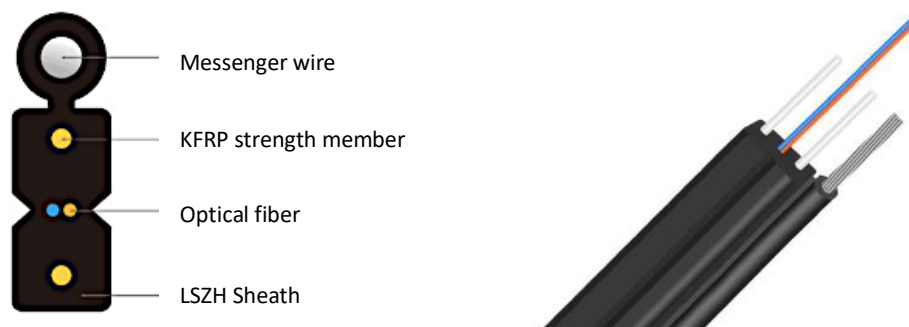 Messenger wire
KFRP strength member
Optical fiber
LSZH Sheath